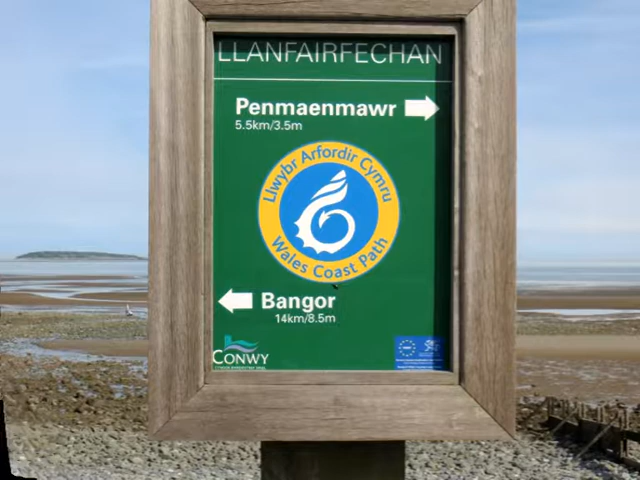 LLANFAIRFECHAN
Penmaenmawr
5.5km/3.5m
Llwybr Arfordir Cymru
Wales Coast Path
Bangor
14km/8.5m
CONWY